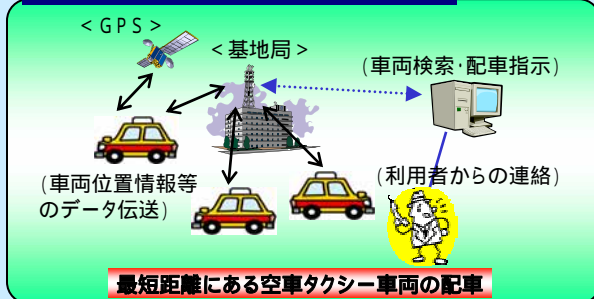 <GPS>
<基地局>
(車両検索・配車指示)
(車両位置情報等
のデータ伝送)
(利用者からの連絡)
最短距離にある空車タクシー車両の配車